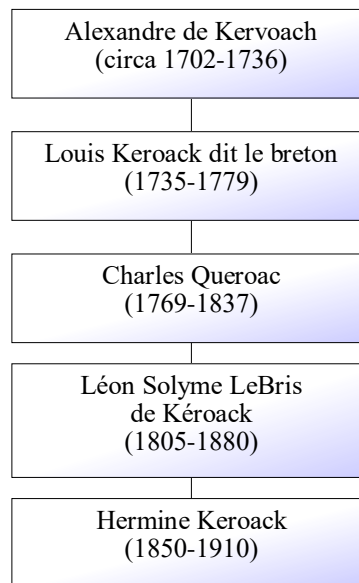 Alexandre de Kervoach
(circa 1702-1736)
Louis Keroack dit le breton
(1735-1779)
Charles Queroac
(1769-1837)
Léon Solyme LeBris
de Kéroack
(1805-1880)
Hermine Keroack
(1850-1910)